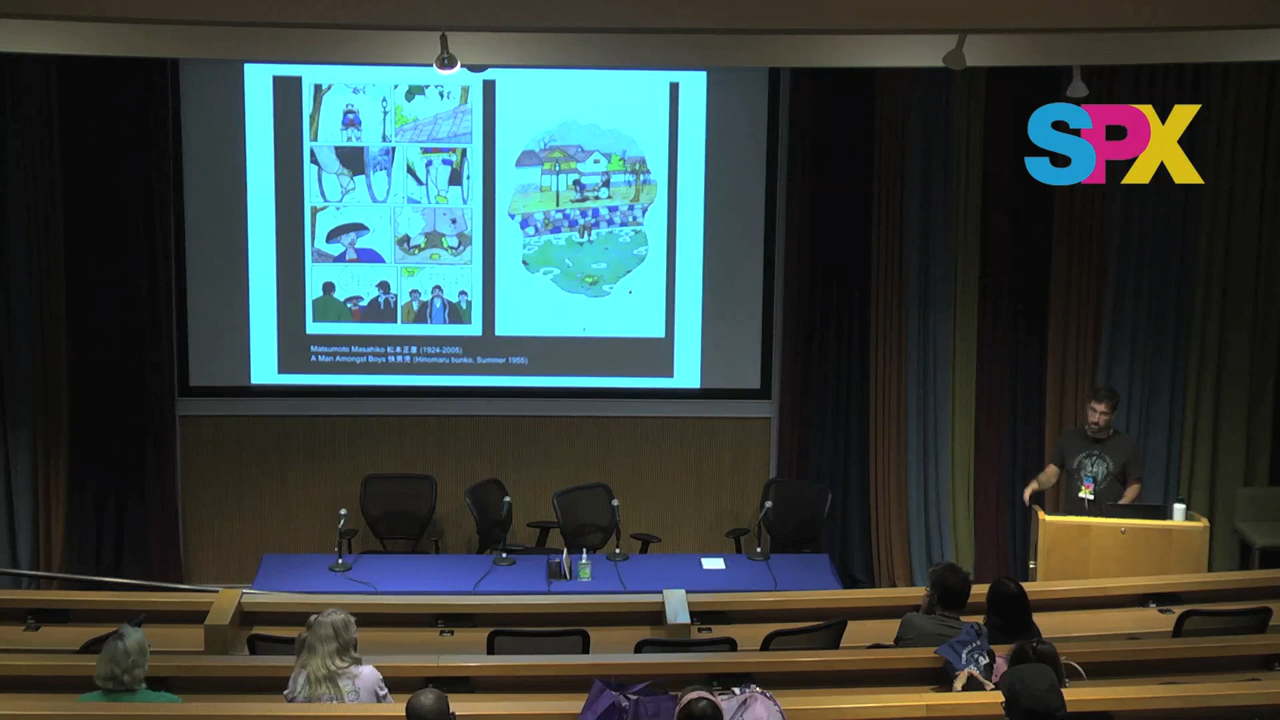 SPX
Matsumoto Masahiko 松本正彦 (1924-2005)
A Man Amongst Boys 快男児 (Hinomaru bunko, Summer 1955)